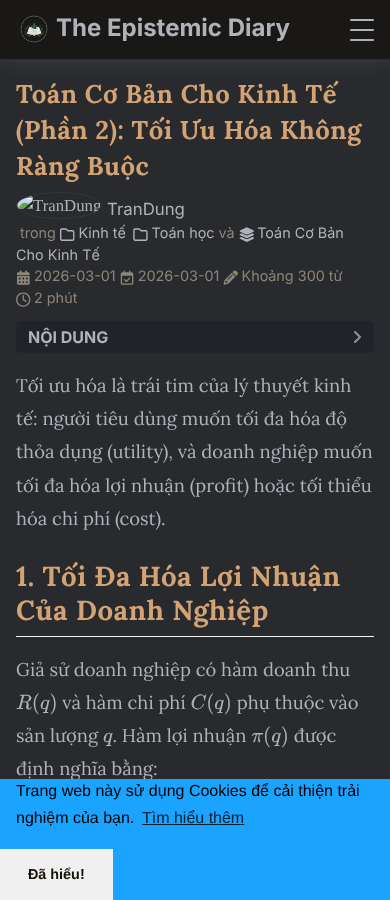 The Epistemic Diary
Toán Cơ Bản Cho Kinh Tế
(Phần 2): Tối Ưu Hóa Không
Ràng Buộc
TranDung TranDung
trong Kinh tế Toán học và Toán Cơ Bản
Cho Kinh Tế
2026-03-01 2026-03-01 Khoảng 300 từ
2 phút
NỘI DUNG
Tối ưu hóa là trái tim của lý thuyết kinh
tế: người tiêu dùng muốn tối đa hóa độ
thỏa dụng (utility), và doanh nghiệp muốn
tối đa hóa lợi nhuận (profit) hoặc tối thiểu
hóa chi phí (cost).
1. Tối Đa Hóa Lợi Nhuận
Của Doanh Nghiệp
Giả sử doanh nghiệp có hàm doanh thu
R(q) và hàm chi phí C(q) phụ thuộc vào
sản lượng q. Hàm lợi nhuận π(q) được
định nghĩa bằng:
Trang web này sử dụng Cookies để cải thiện trải
nghiệm của bạn. Tìm hiểu thêm
Đã hiểu!